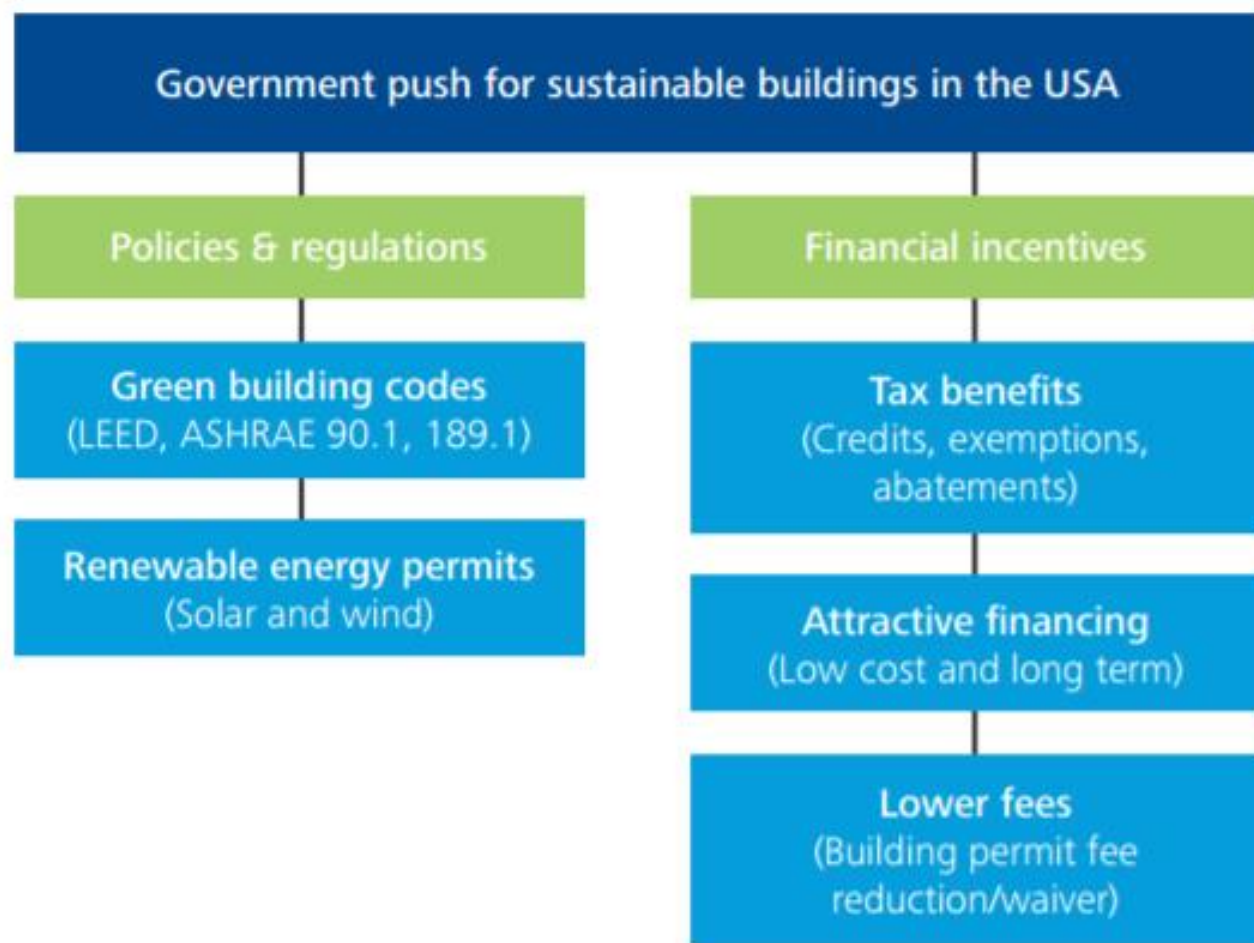 Government push for sustainable buildings in the USA
Policies & regulations
Green building codes
(LEED, ASHRAE 90.1, 189.1)
Renewable energy permits
(Solar and wind)
Financial incentives
Tax benefits
(Credits, exemptions,
abatements)
Attractive financing
(Low cost and long term)
Lower fees
(Building permit fee
reduction/waiver)